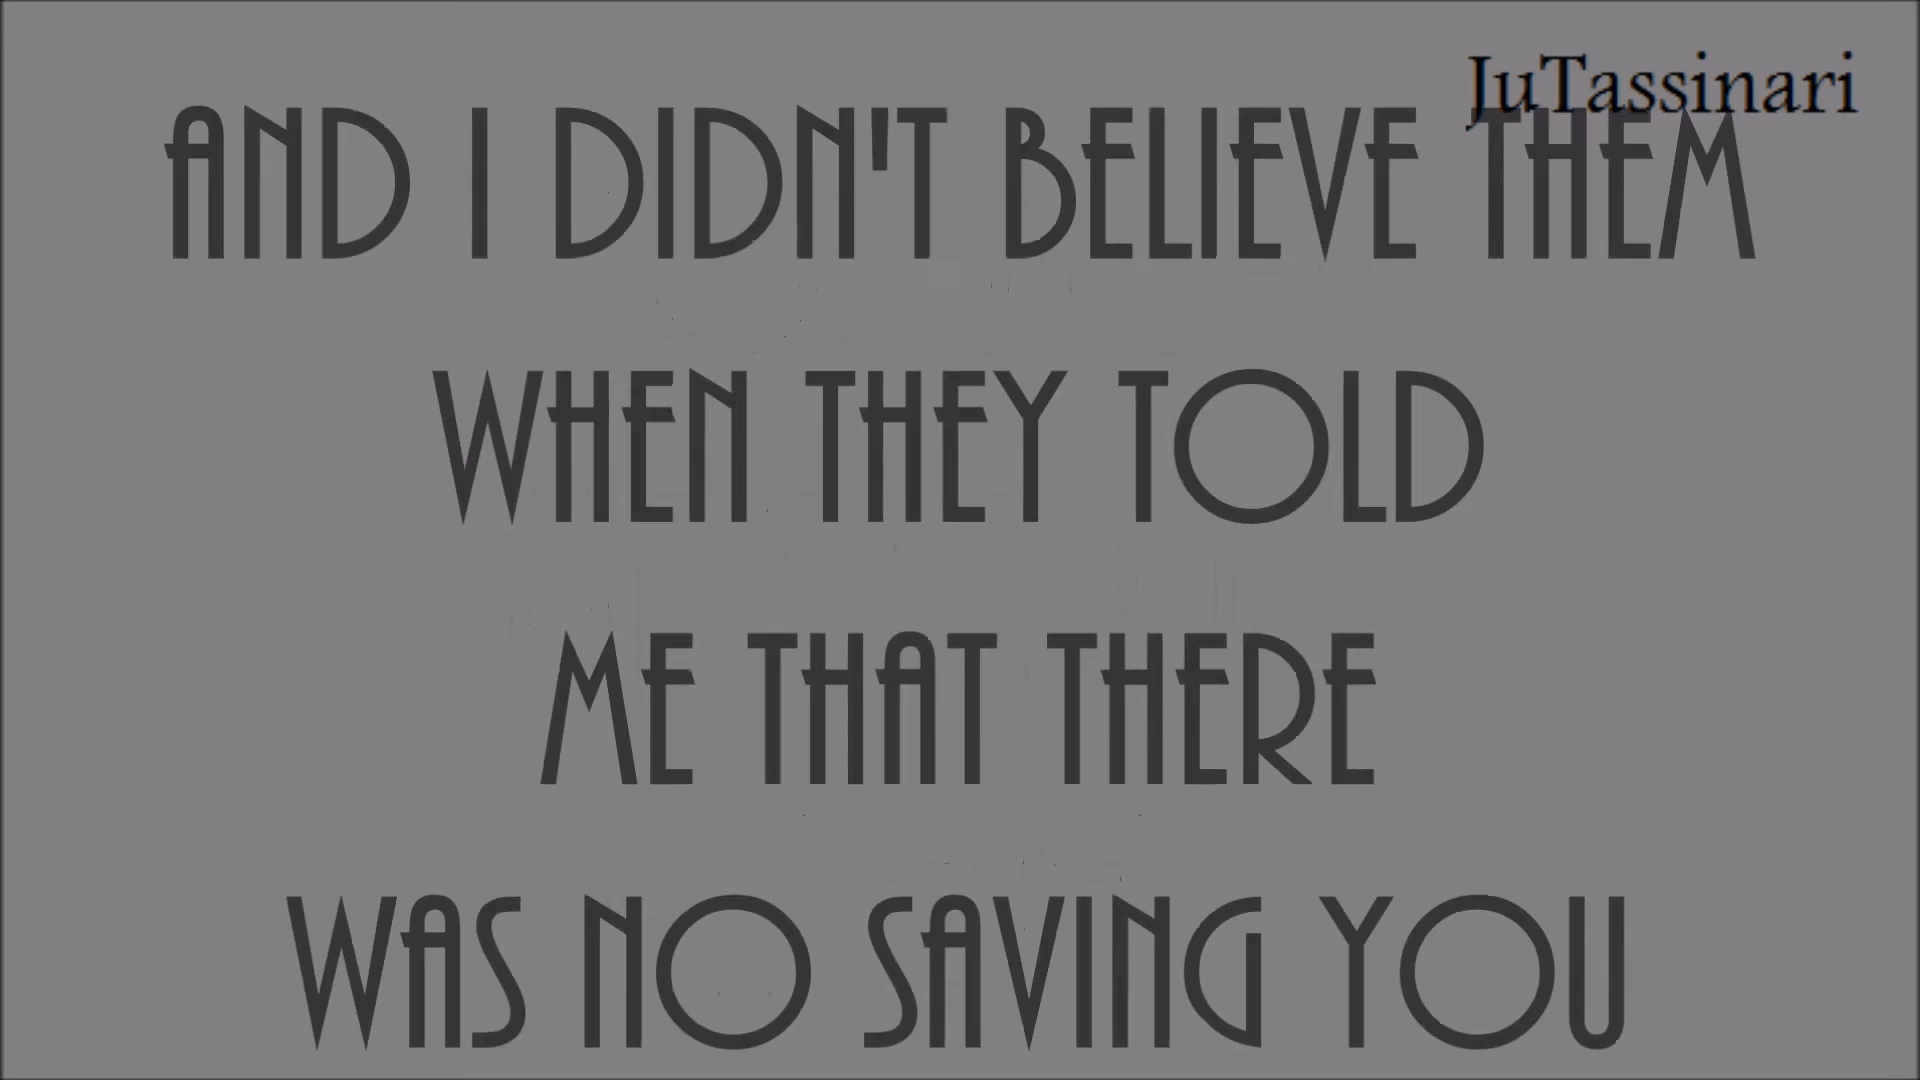 JuTassinari
AND I DIDN'T BELIEVE THEM
WHEN THEY TOLD
ME THAT THERE
WAS NO SAVING YOU